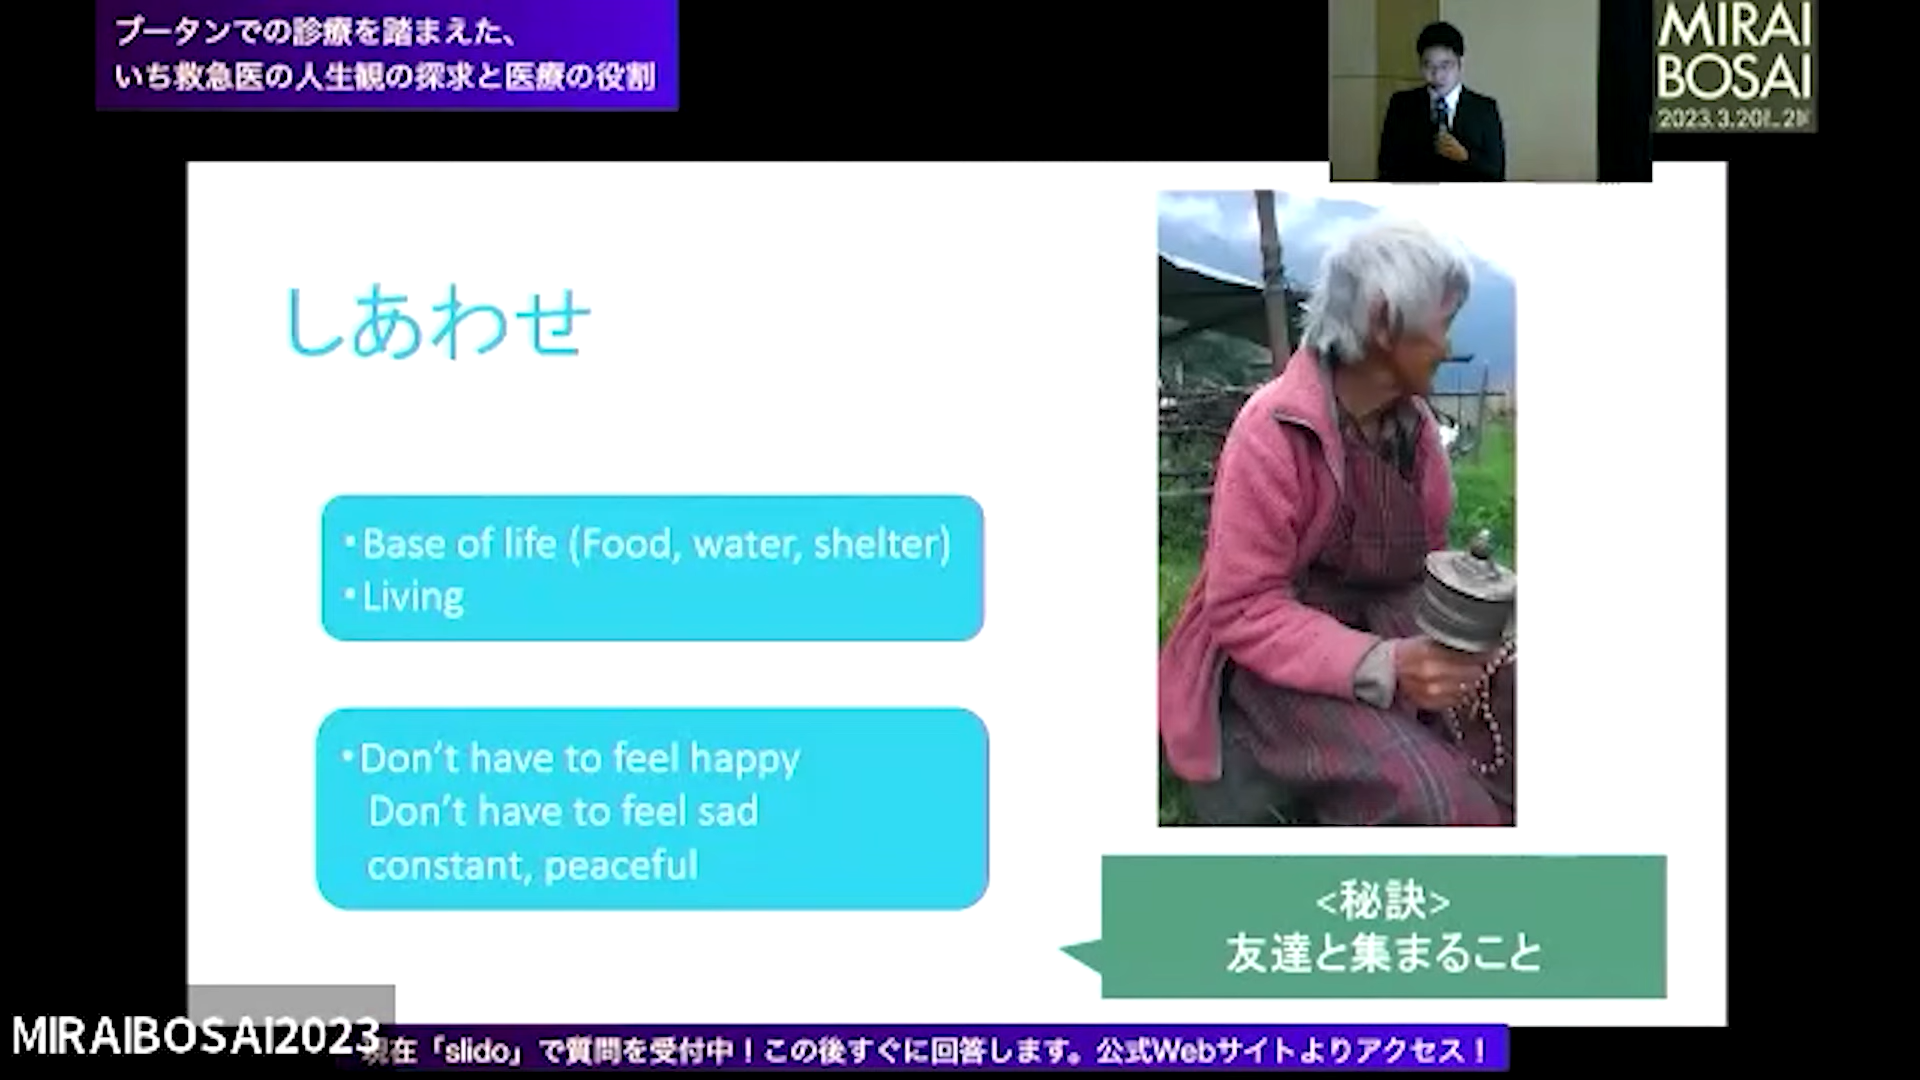 ブータンでの診療を踏まえた、
いち救急医の人生観の探求と医療の役割
MIRAI
BOSAI
しあわせ
•Base of life (Food, water, shelter)
•Living
•Don't have to feel happy
Don't have to feel sad
constant, peaceful
<秘訣>
友達と集まること
MIRAIBOSAI2023
在「slido」で質問を受付中！この後すぐに回答します。公式Webサイトよりアクセス！